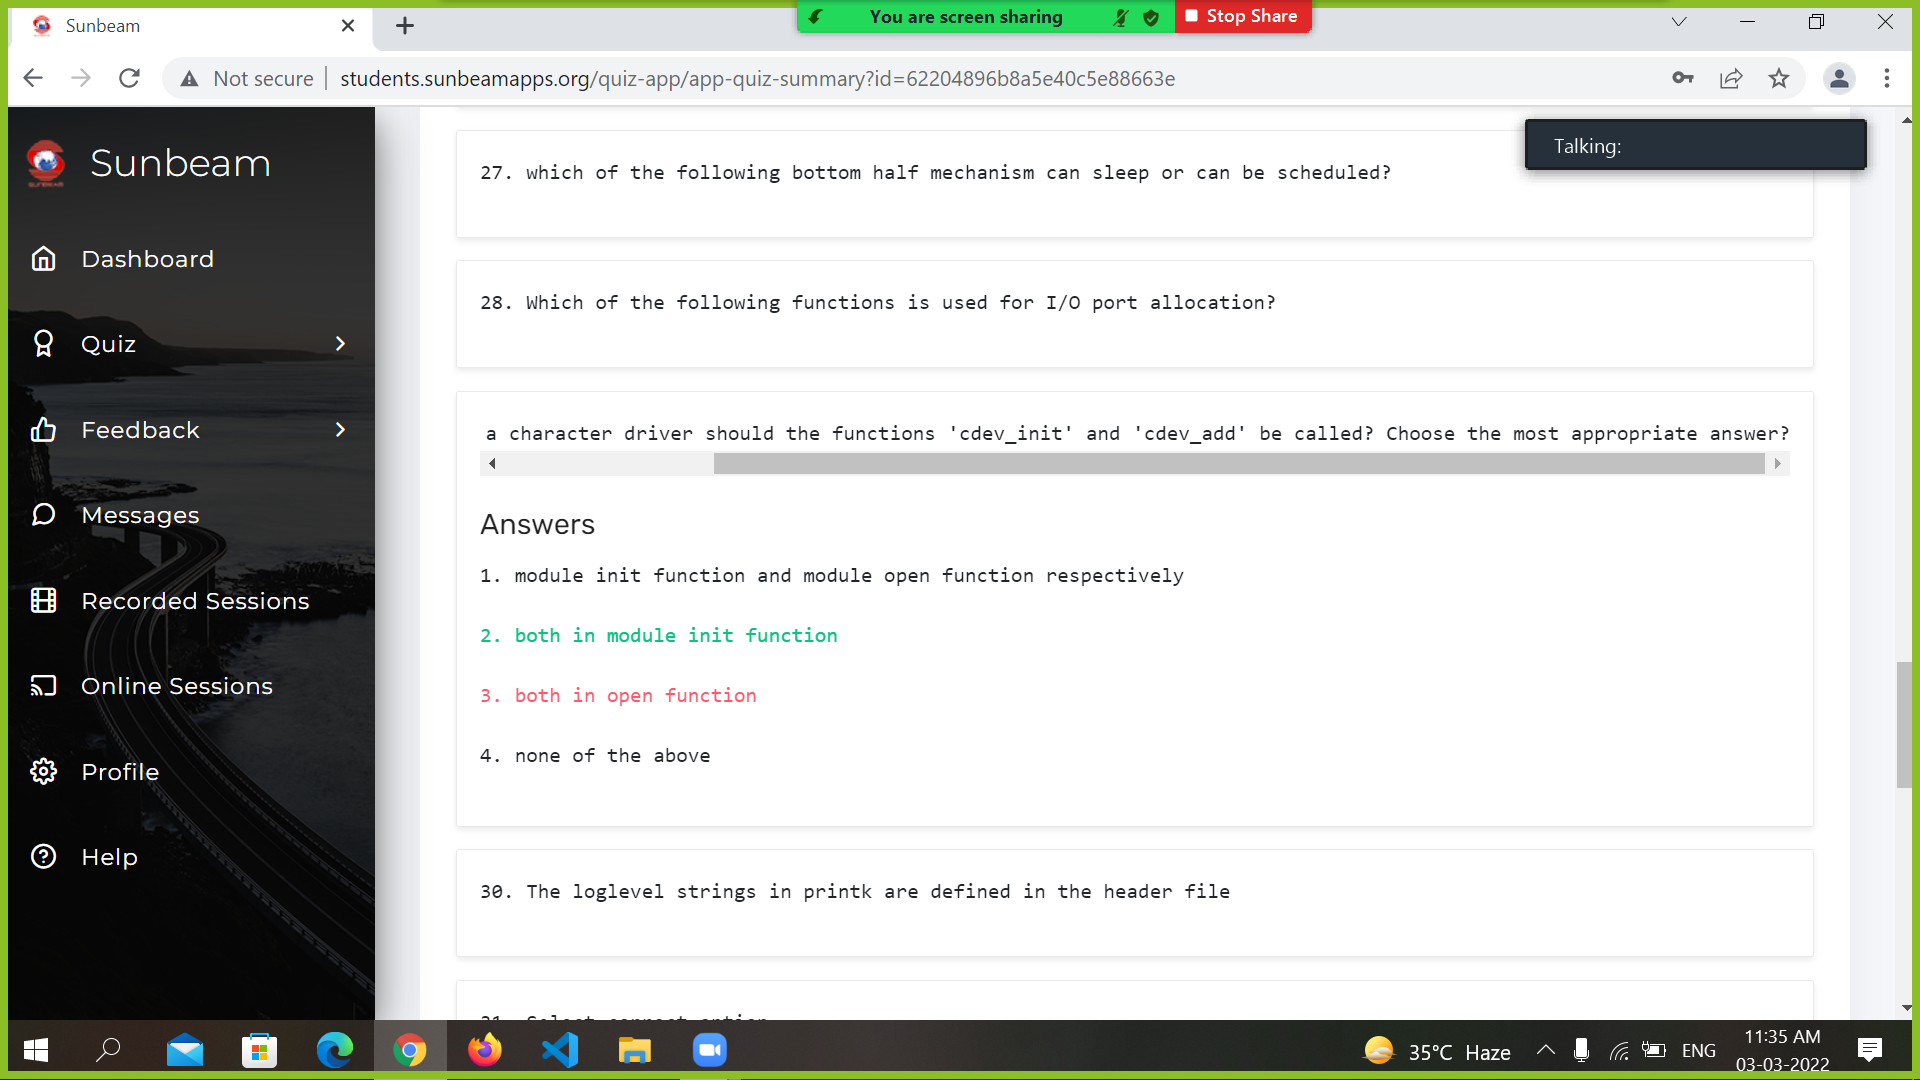 Sunbeam
You are screen sharing
Stop Share
Not secure
students.sunbeamapps.org/quiz-app/app-quiz-summary?id=62204896b8a5e40c5e88663e
Talking:
Sunbeam
Dashboard
Quiz
Feedback
Messages
Recorded Sessions
Online Sessions
Profile
Help
27. which of the following bottom half mechanism can sleep or can be scheduled?
28. Which of the following functions is used for I/O port allocation?
a character driver should the functions 'cdev_init' and 'cdev_add' be called? Choose the most appropriate answer?
Answers
1. module init function and module open function respectively
2. both in module init function
3. both in open function
4. none of the above
30. The loglevel strings in printk are defined in the header file
31. Select correct option
35°C Haze
ENG
11:35 AM
03-03-2022